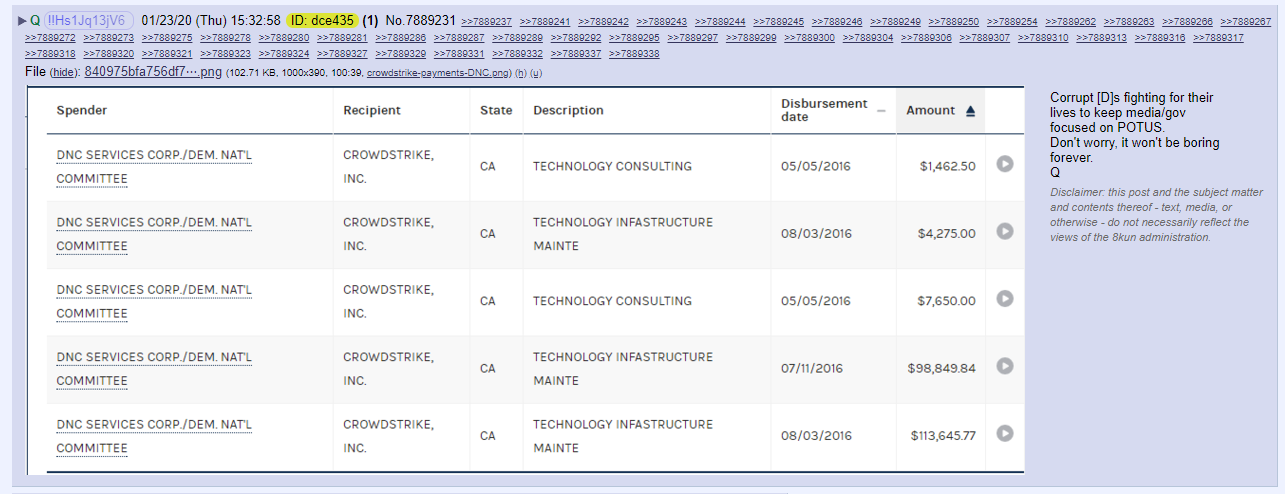 ▶ Q !!Hs1Jq13jV6 01/23/20 (Thu) 15:32:58 ID: dce435 (1) No.7889231 >>7889237 >>7889241 >>7889242 >>7889243 >>7889244 >>7889245 >>7889246 >>7889249 >>7889250 >>7889254 >>7889262 >>7889263 >>7889266 >>7889267
>>7889272 >>7889273 >>7889275 >>7889278 >>7889280 >>7889281 >>7889286 >>7889287 >>7889289 >>7889292 >>7889295 >>7889297 >>7889299 >>7889300 >>7889304 >>7889306 >>7889307 >>7889310 >>7889313 >>7889316 >>7889317
>>7889318 >>7889320 >>7889321 >>7889323 >>7889324 >>7889327 >>7889329 >>7889331 >>7889332 >>7889337 >>7889338
File (hide): 840975bfa756df7⋯.png (102.71 KB, 1000x390, 100:39, crowdstrike-payments-DNC.png) (h) (u)
Spender Recipient State Description Disbursement date Amount
DNC SERVICES CORP./DEM. NAT'L
COMMITTEE
CROWDSTRIKE,
INC.
CA
TECHNOLOGY CONSULTING
05/05/2016
$1,462.50
DNC SERVICES CORP./DEM. NAT'L
COMMITTEE
CROWDSTRIKE,
INC.
CA
TECHNOLOGY INFASTRUCTURE
MAINTE
08/03/2016
$4,275.00
DNC SERVICES CORP./DEM. NAT'L
COMMITTEE
CROWDSTRIKE,
INC.
CA
TECHNOLOGY CONSULTING
05/05/2016
$7,650.00
DNC SERVICES CORP./DEM. NAT'L
COMMITTEE
CROWDSTRIKE,
INC.
CA
TECHNOLOGY INFASTRUCTURE
MAINTE
07/11/2016
$98,849.84
DNC SERVICES CORP./DEM. NAT'L
COMMITTEE
CROWDSTRIKE,
INC.
CA
TECHNOLOGY INFASTRUCTURE
MAINTE
08/03/2016
$113,645.77
Corrupt [D]s fighting for their
lives to keep media/gov
focused on POTUS.
Don't worry, it won't be boring
forever.
Q
Disclaimer: this post and the subject matter
and contents thereof - text, media, or
otherwise - do not necessarily reflect the
views of the 8kun administration.